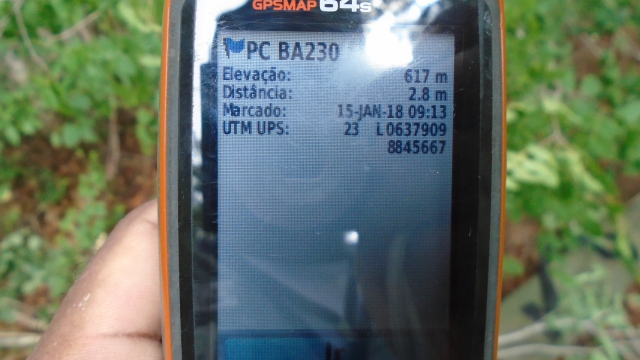 GPSMAP 64s
PC BA230
Elevação: 617 m
Distância: 2.8 m
Marcado: 15-JAN-18 09:13
UTM UPS: 23 L 0637909
8845667